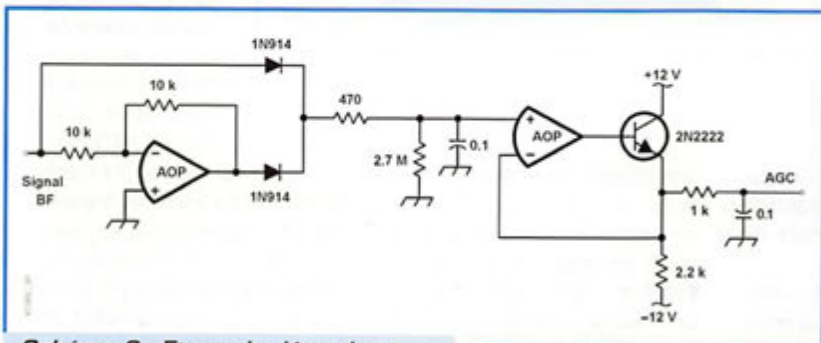 1N914
10 k
10 k
AOP
Signal
BF
1N914
470
2.7 M
0.1
AOP
+12 V
2N2222
AGC
1 k
0.1
2.2 k
–12 V